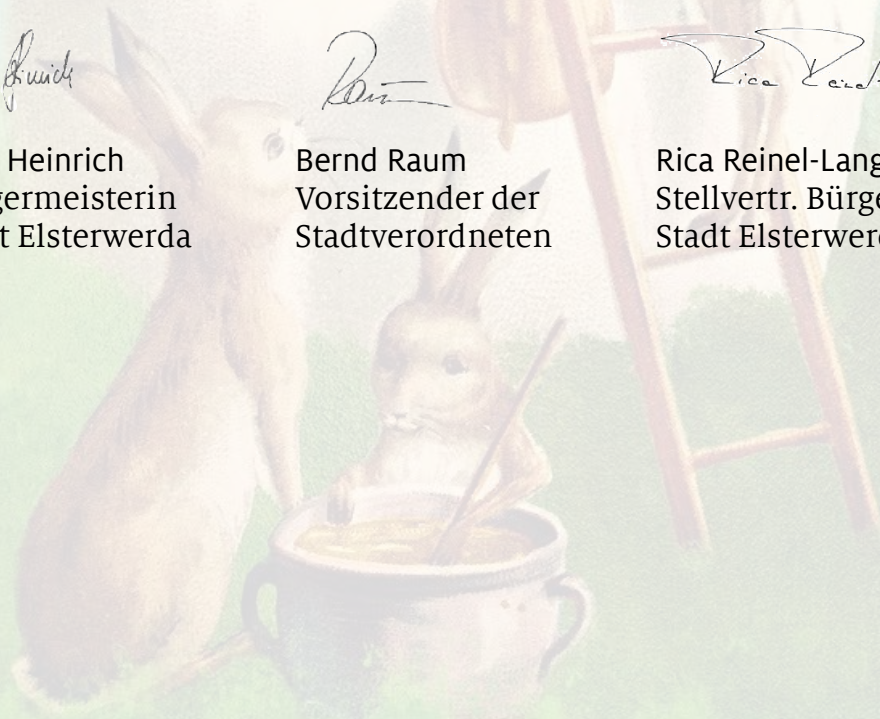 Heinrich
Bernd Raum
Rica Reinel-Lang
germeisterin
Vorsitzender der
Stellvertr. Bürge
t Elsterwerda
Stadtverordneten
Stadt Elsterwerd